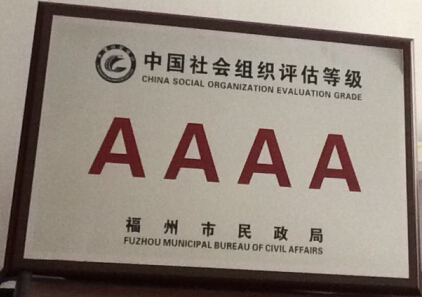 中国社会组织评估等级
CHINA SOCIAL ORGANIZATION EVALUATION GRADE
AAAA
福州市民政局
FUZHOU MUNICIPAL BUREAU OF CIVIL AFFAIRS